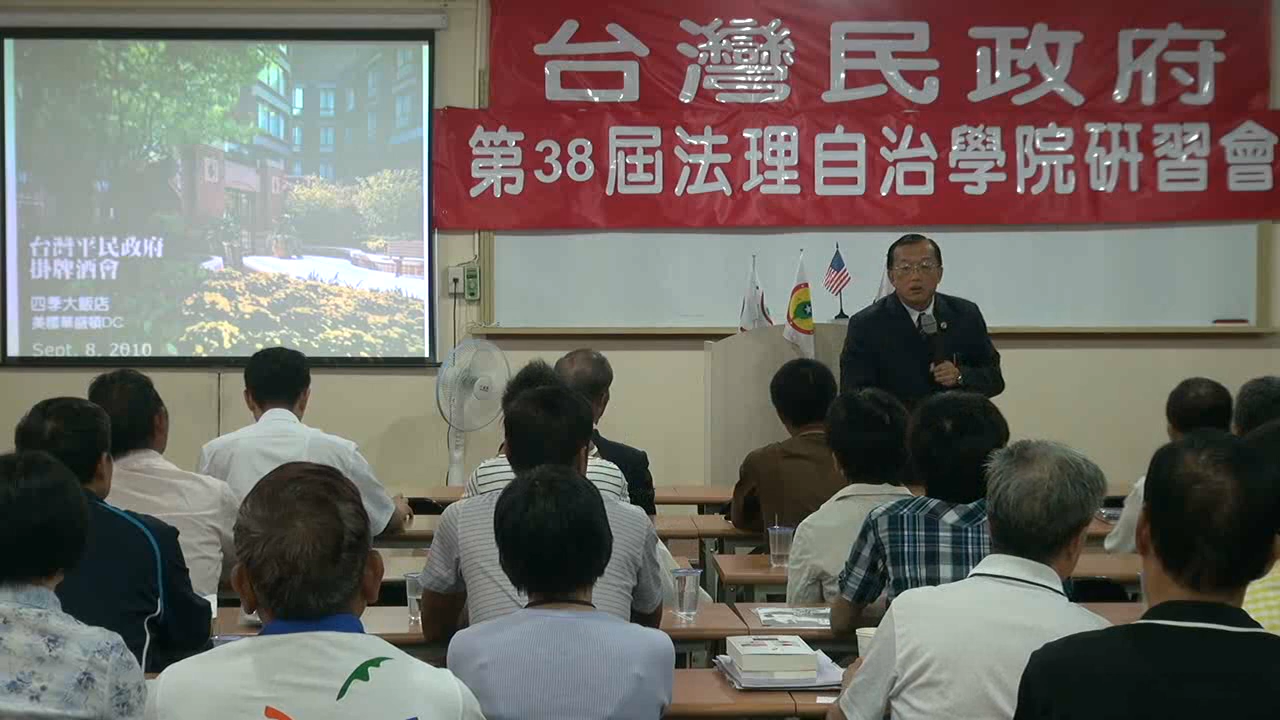 台灣民政府
第38屆法理自治學院研習會
台灣平民政府
掛牌酒會
四季大飯店
美國華盛頓DC
Sept. 8, 2010